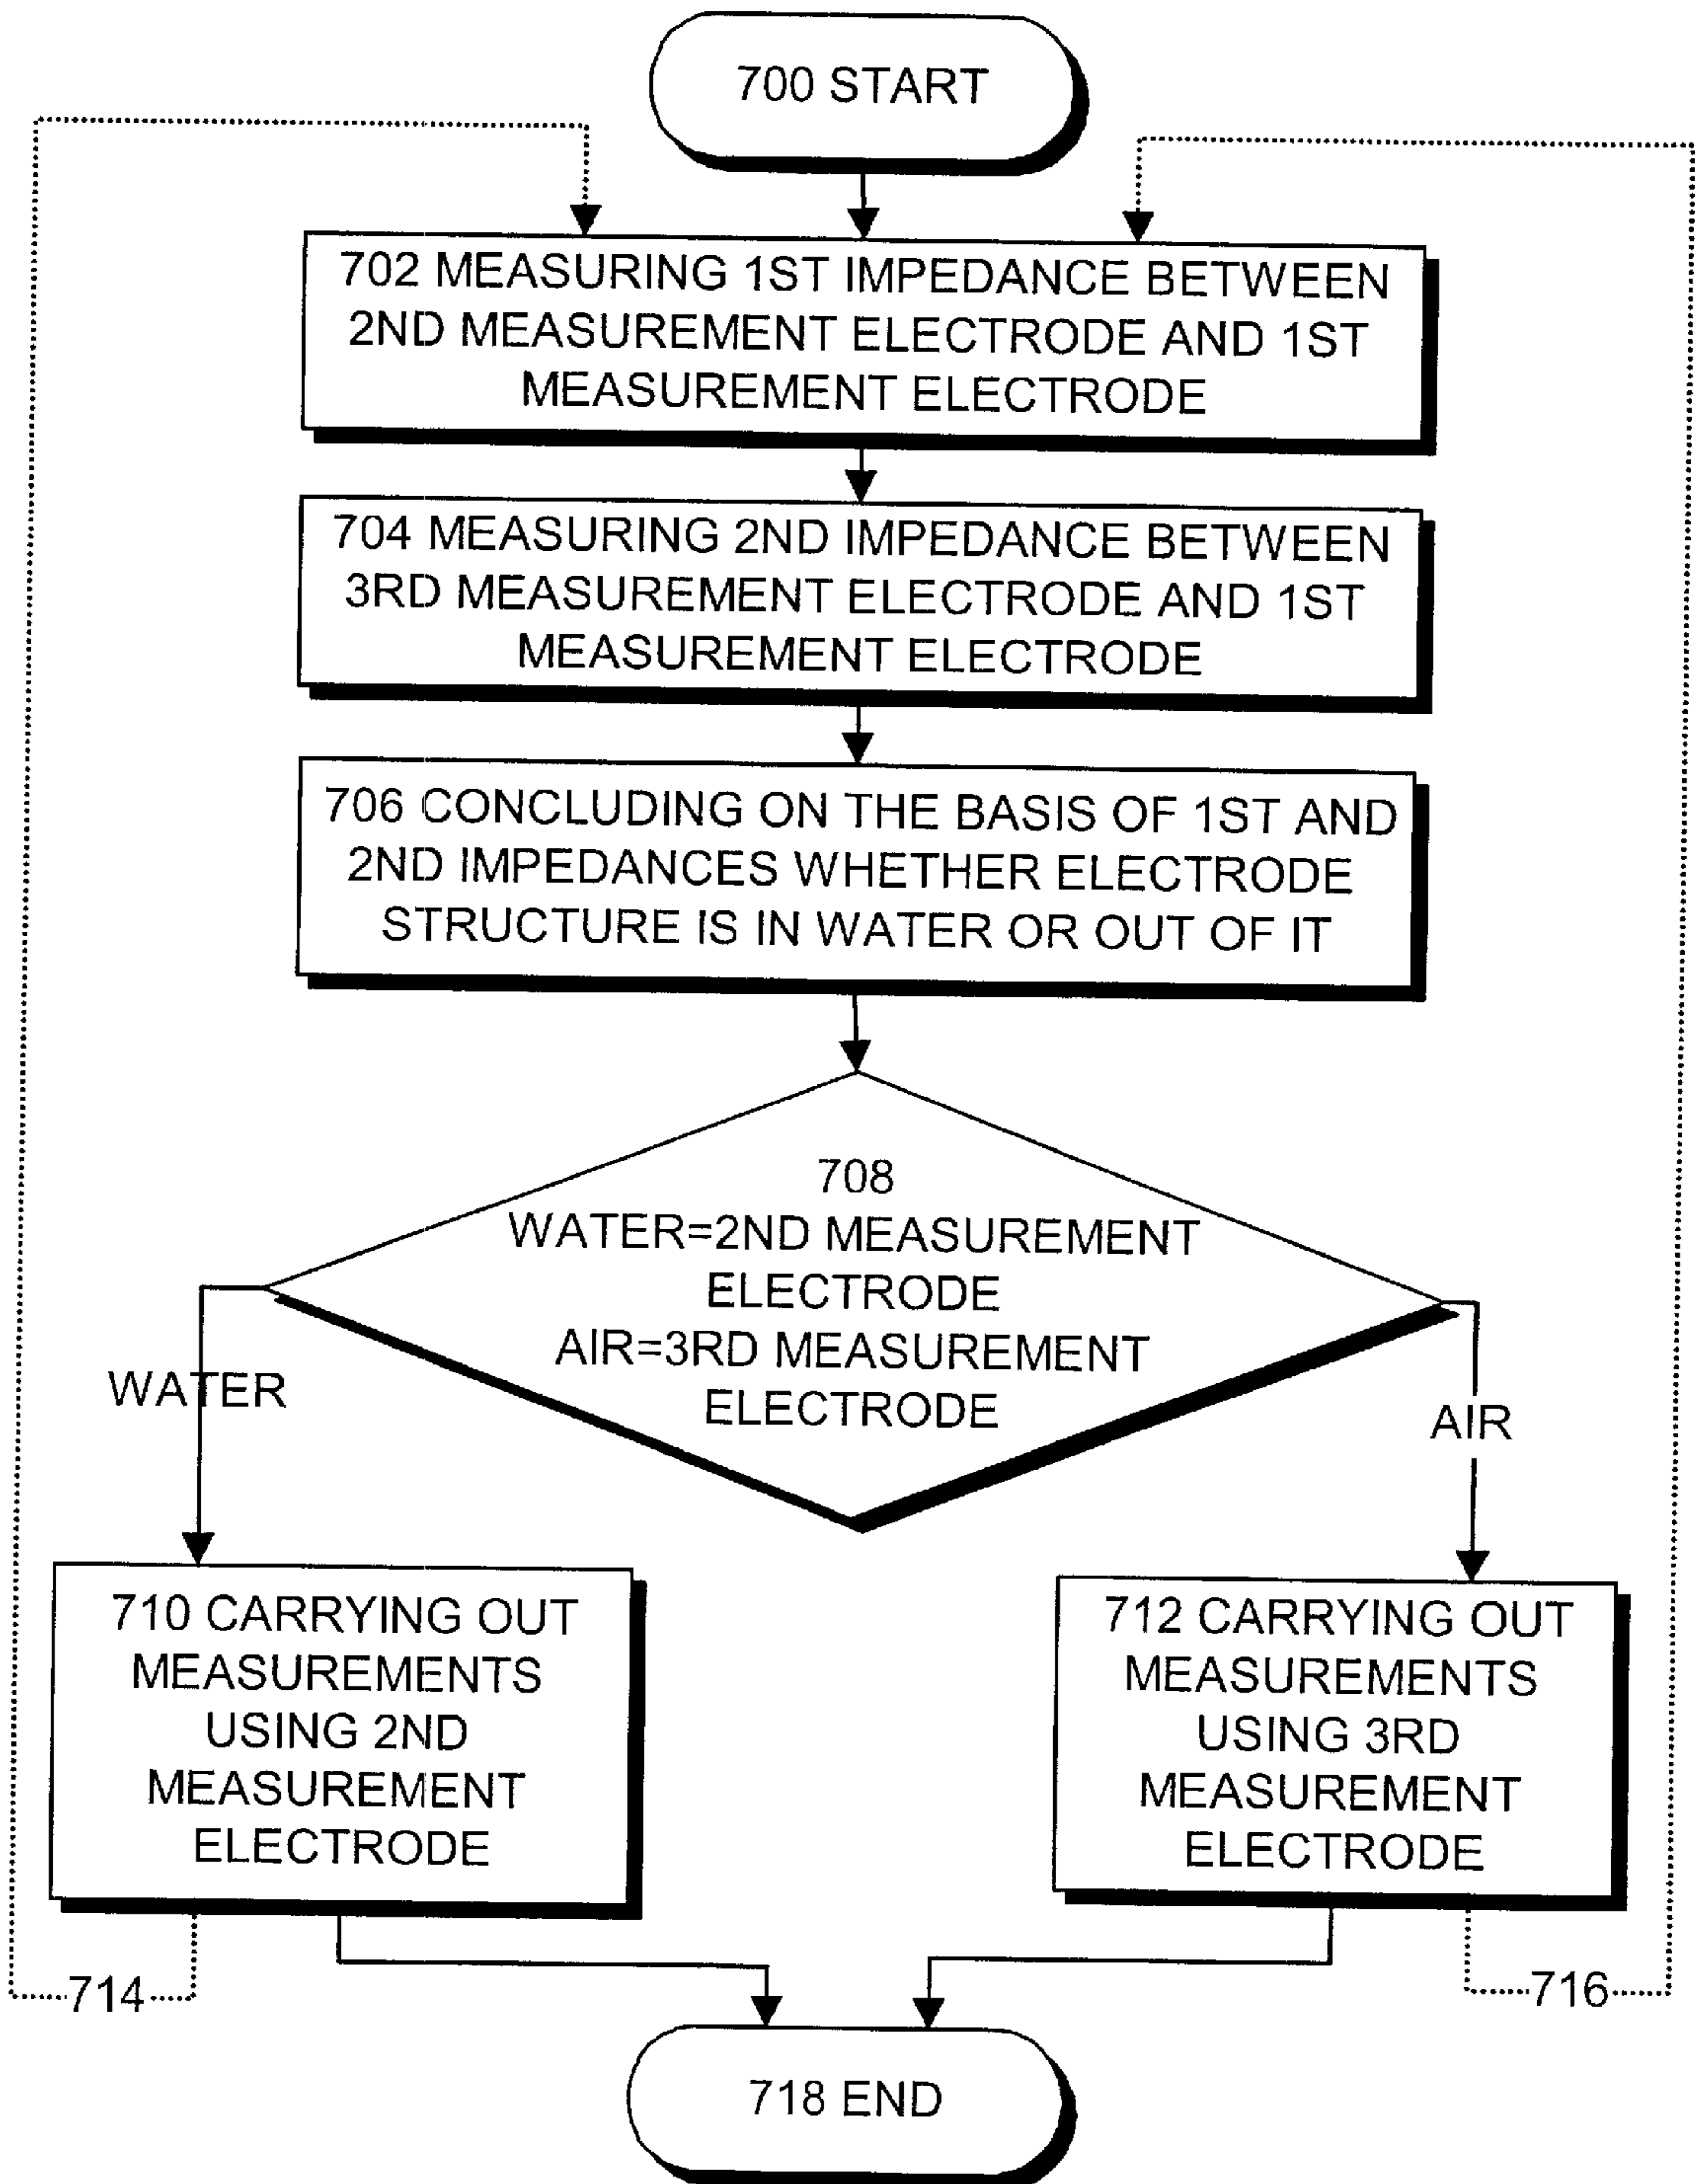 700 START
702 MEASURING 1ST IMPEDANCE BETWEEN
2ND MEASUREMENT ELECTRODE AND 1ST
MEASUREMENT ELECTRODE
704 MEASURING 2ND IMPEDANCE BETWEEN
3RD MEASUREMENT ELECTRODE AND 1ST
MEASUREMENT ELECTRODE
706 CONCLUDING ON THE BASIS OF 1ST AND
2ND IMPEDANCES WHETHER ELECTRODE
STRUCTURE IS IN WATER OR OUT OF IT
708
WATER=2ND MEASUREMENT
ELECTRODE
AIR=3RD MEASUREMENT
ELECTRODE
WATER
AIR
710 CARRYING OUT
MEASUREMENTS
USING 2ND
MEASUREMENT
ELECTRODE
712 CARRYING OUT
MEASUREMENTS
USING 3RD
MEASUREMENT
ELECTRODE
714
716
718 END